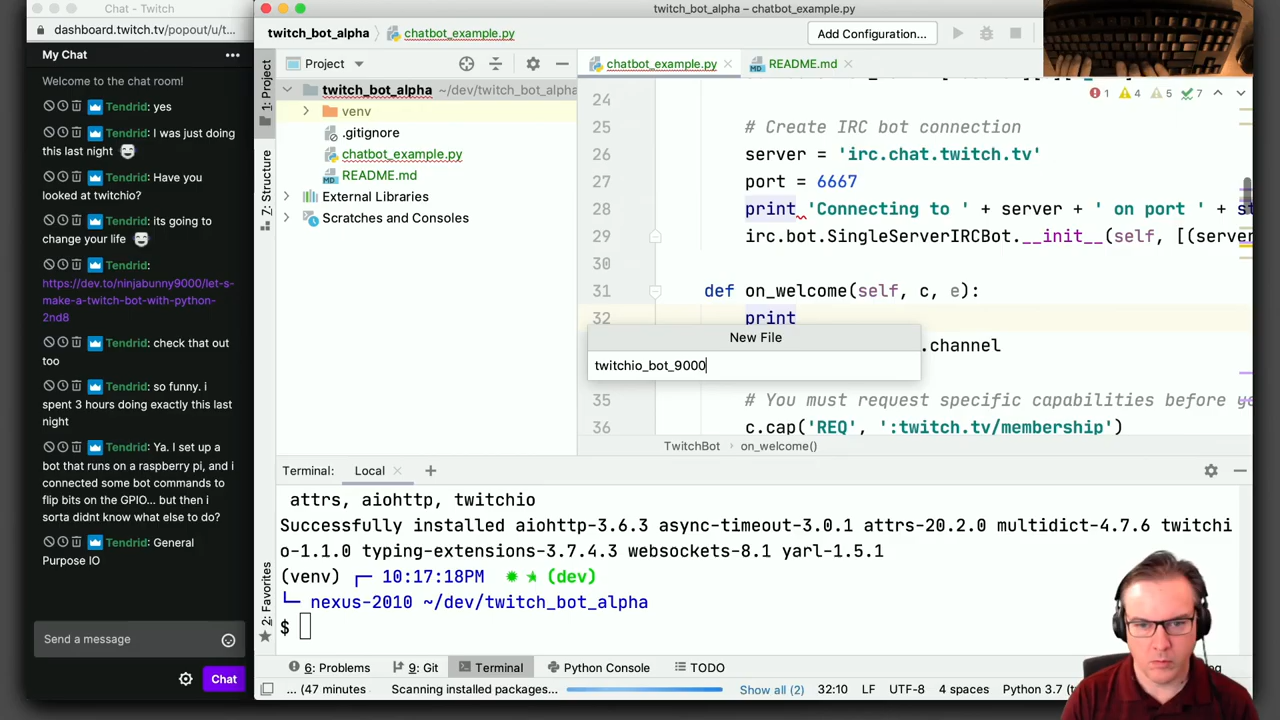 Chat - Twitch
dashboard.twitch.tv/popout/u/t...
My Chat
Welcome to the chat room!
Tendrid: yes
Tendrid: I was just doing
this last night
Tendrid: Have you
looked at twitchio?
Tendrid: its going to
change your life
Tendrid:
https://dev.to/ninjabunny9000/let-s-
make-a-twitch-bot-with-python-
2nd8
Tendrid: check that out
too
Tendrid: so funny. i
spent 3 hours doing exactly this last
night
Tendrid: Ya. I set up a
bot that runs on a raspberry pi, and i
connected some bot commands to
flip bits on the GPIO... but then i
sorta didnt know what else to do?
Tendrid: General
Purpose IO
Send a message
Chat
twitch_bot_alpha – chatbot_example.py
twitch_bot_alpha
chatbot_example.py
Add Configuration...
1: Project
7: Structure
2: Favorites
Project
twitch_bot_alpha ~/dev/twitch_bot_alpha
venv
.gitignore
chatbot_example.py
README.md
External Libraries
Scratches and Consoles
chatbot_example.py
README.md
1 4 5 7
24
25 # Create IRC bot connection
26 server = 'irc.chat.twitch.tv'
27 port = 6667
28 print 'Connecting to ' + server + ' on port ' + st
29 irc.bot.SingleServerIRCBot.__init__(self, [(server
30
31 def on_welcome(self, c, e):
32 print
New File
.channel
twitchio_bot_9000
35 # You must request specific capabilities before yo
36 c.cap('REQ', ':twitch.tv/membership')
TwitchBot on_welcome()
Terminal: Local
attrs, aiohttp, twitchio
Successfully installed aiohttp-3.6.3 async-timeout-3.0.1 attrs-20.2.0 multidict-4.7.6 twitchi
o-1.1.0 typing-extensions-3.7.4.3 websockets-8.1 yarl-1.5.1
(venv) 10:17:18PM (dev)
nexus-2010 ~/dev/twitch_bot_alpha
$
6: Problems
9: Git
Terminal
Python Console
TODO
... (47 minutes
Scanning installed packages...
Show all (2)
32:10
LF
UTF-8
4 spaces
Python 3.7 (t